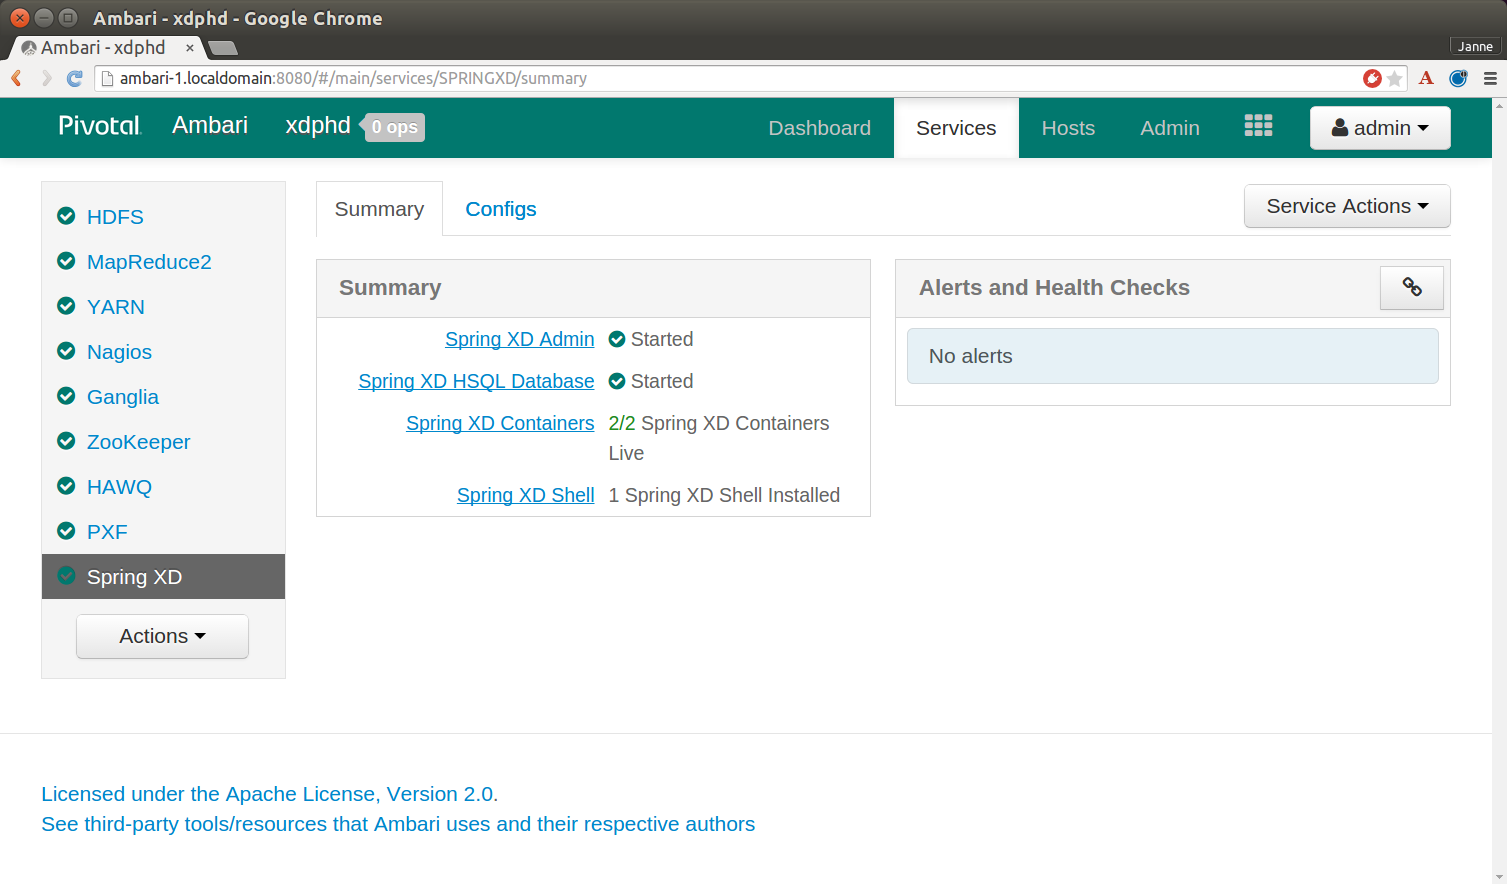 Ambari - xdphd - Google Chrome
Ambari - xdphd
Janne
ambari-1.localdomain:8080/#/main/services/SPRINGXD/summary
Pivotal Ambari xdphd 0 ops Dashboard Services Hosts Admin admin
HDFS
MapReduce2
YARN
Nagios
Ganglia
ZooKeeper
HAWQ
PXF
Spring XD
Actions
Summary Configs Service Actions
Summary
Spring XD Admin Started
Spring XD HSQL Database Started
Spring XD Containers 2/2 Spring XD Containers
Live
Spring XD Shell 1 Spring XD Shell Installed
Alerts and Health Checks
No alerts
Licensed under the Apache License, Version 2.0.
See third-party tools/resources that Ambari uses and their respective authors